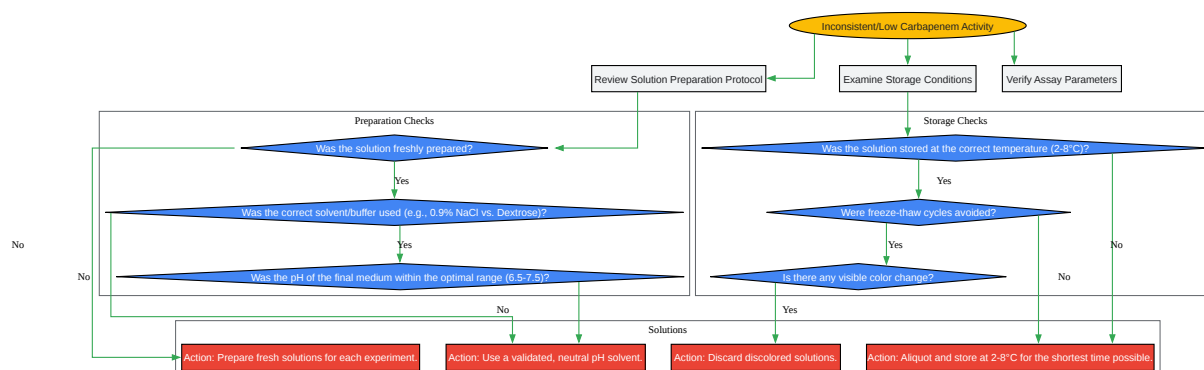 Inconsistent/Low Carbapenem Activity
Review Solution Preparation Protocol
Examine Storage Conditions
Verify Assay Parameters
Preparation Checks
Storage Checks
Was the solution freshly prepared?
Was the solution stored at the correct temperature (2-8°C)?
Yes
Yes
Was the correct solvent/buffer used (e.g., 0.9% NaCl vs. Dextrose)?
Were freeze-thaw cycles avoided?
No
Yes
Yes
No
No
Was the pH of the final medium within the optimal range (6.5-7.5)?
Is there any visible color change?
No
No
Yes
Solutions
Action: Prepare fresh solutions for each experiment.
Action: Use a validated, neutral pH solvent.
Action: Discard discolored solutions.
Action: Aliquot and store at 2-8°C for the shortest time possible.